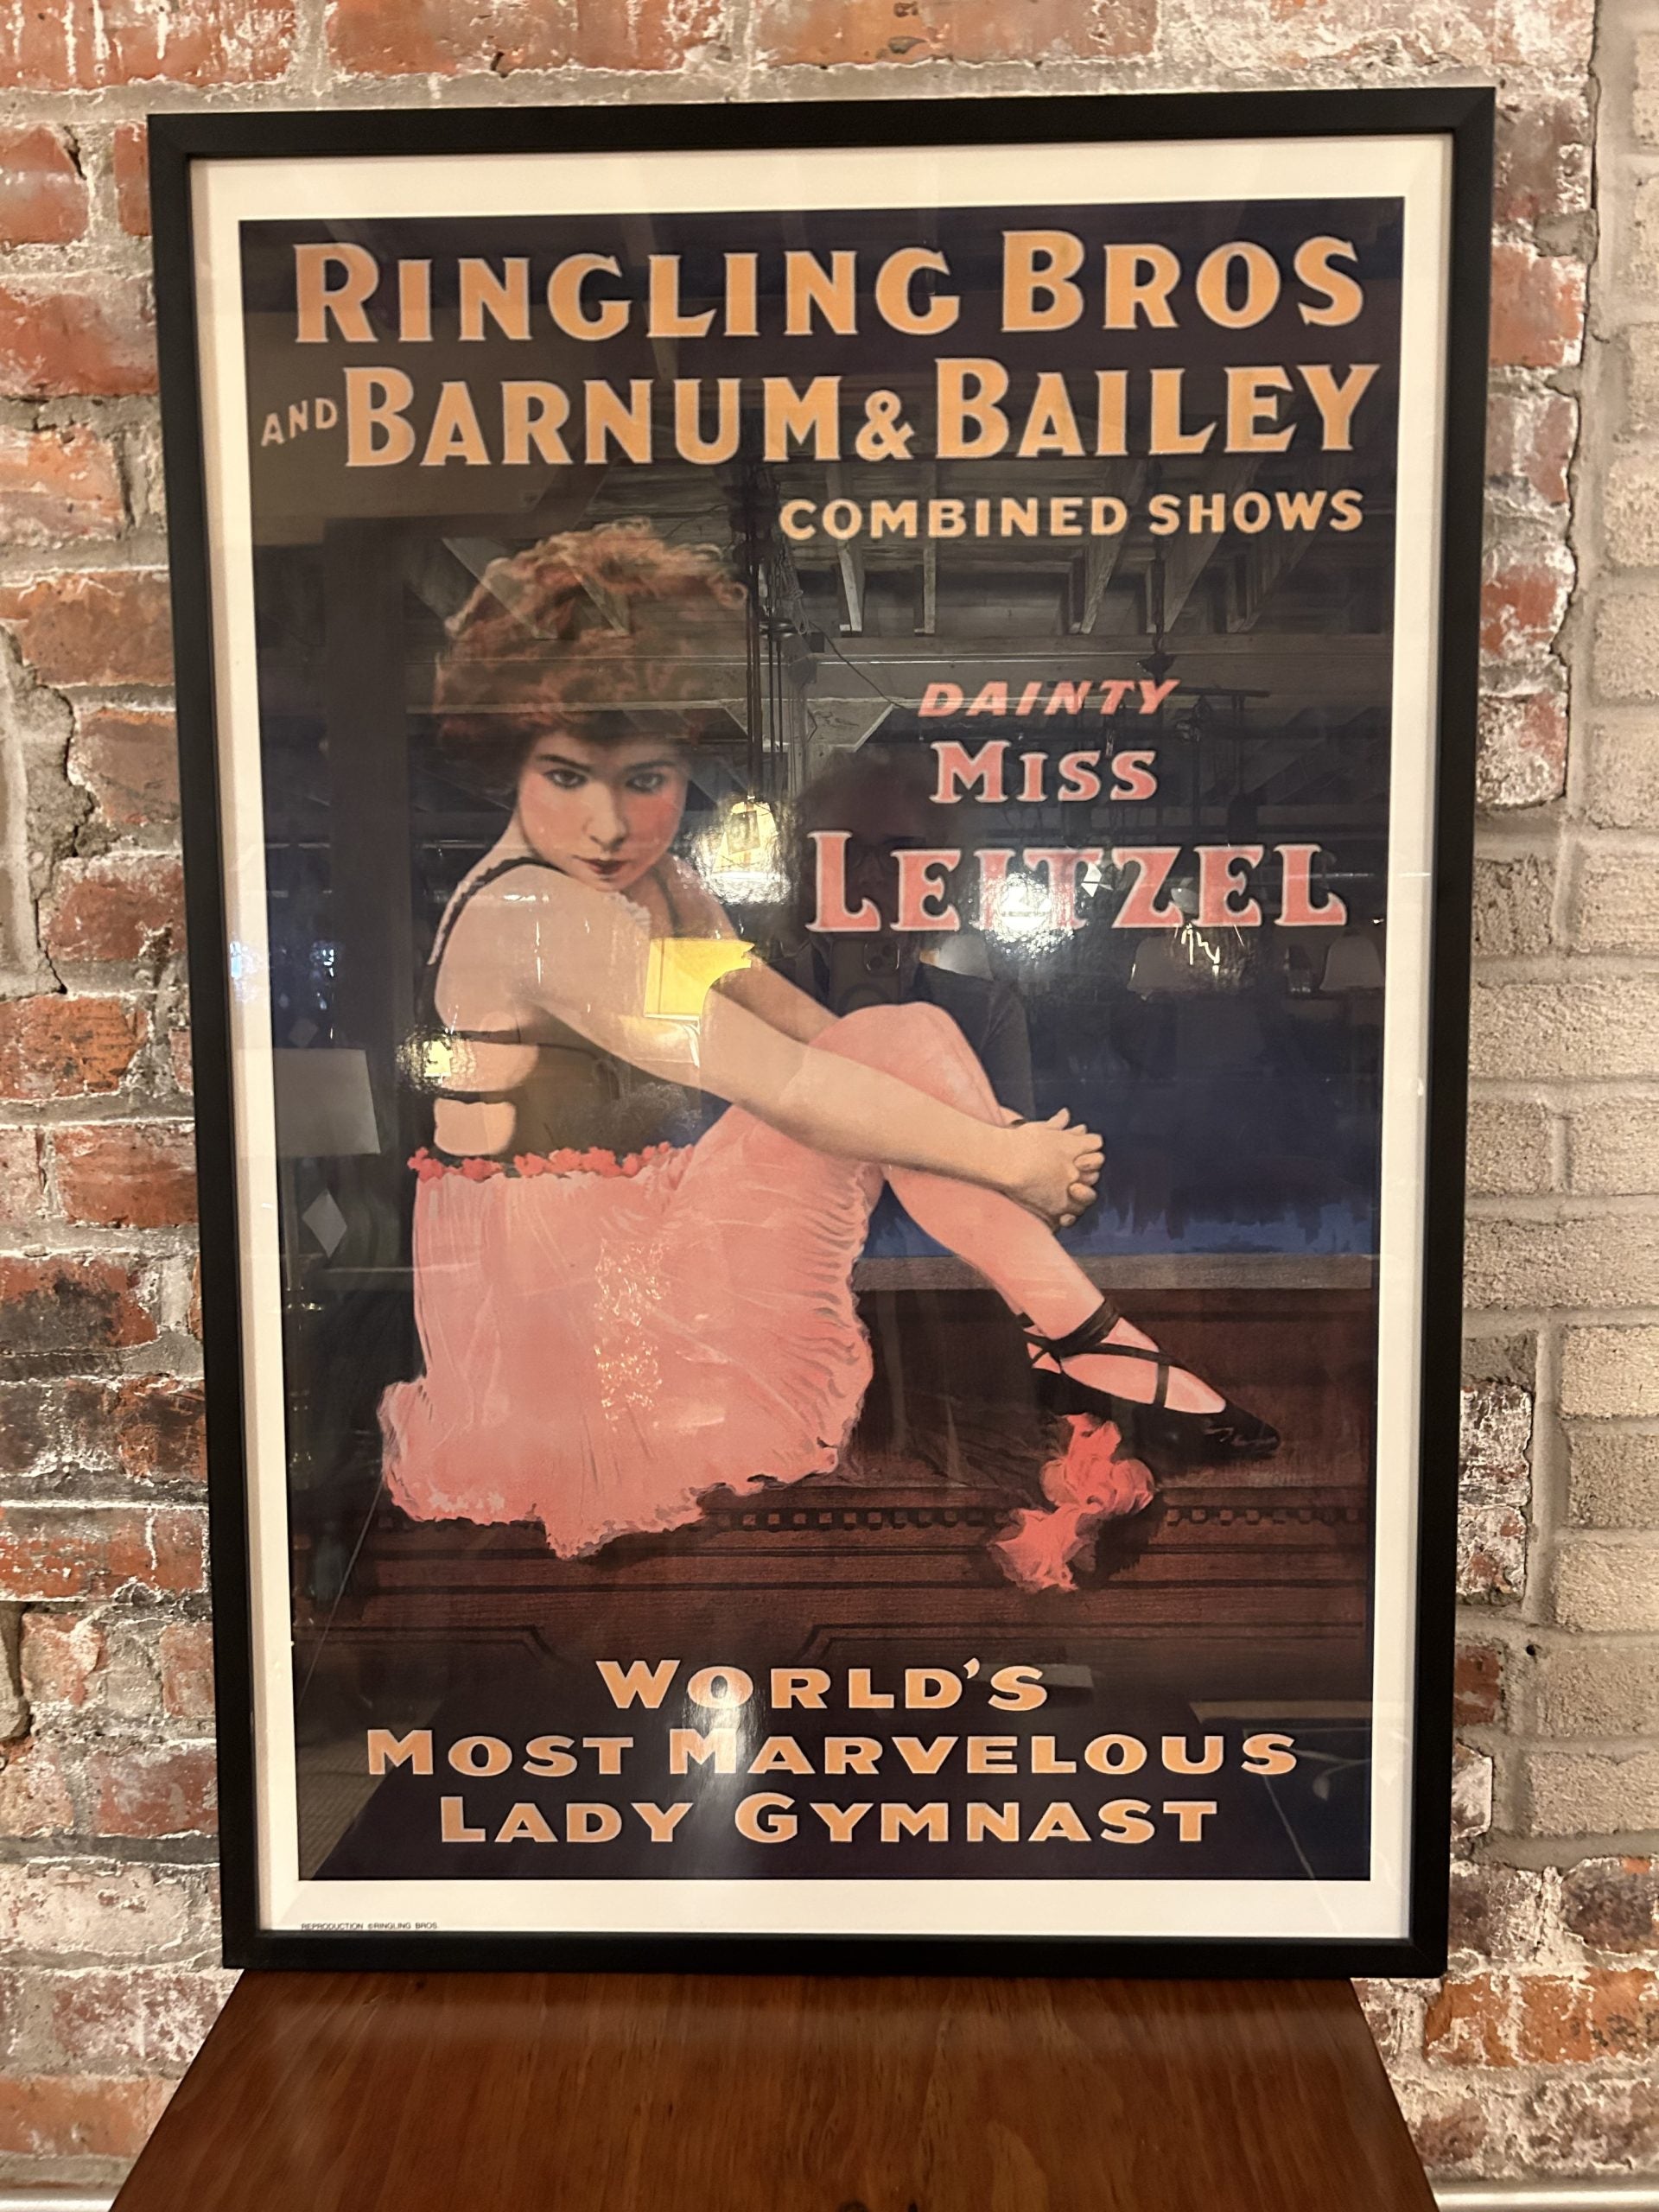 RINGLING BROS
AND BARNUM & BAILEY
COMBINED SHOWS
DAINTY
MISS
LEITZEL
WORLD'S
MOST MARVELOUS
LADY GYMNAST
REPRODUCTION ©RINGLING BROS.